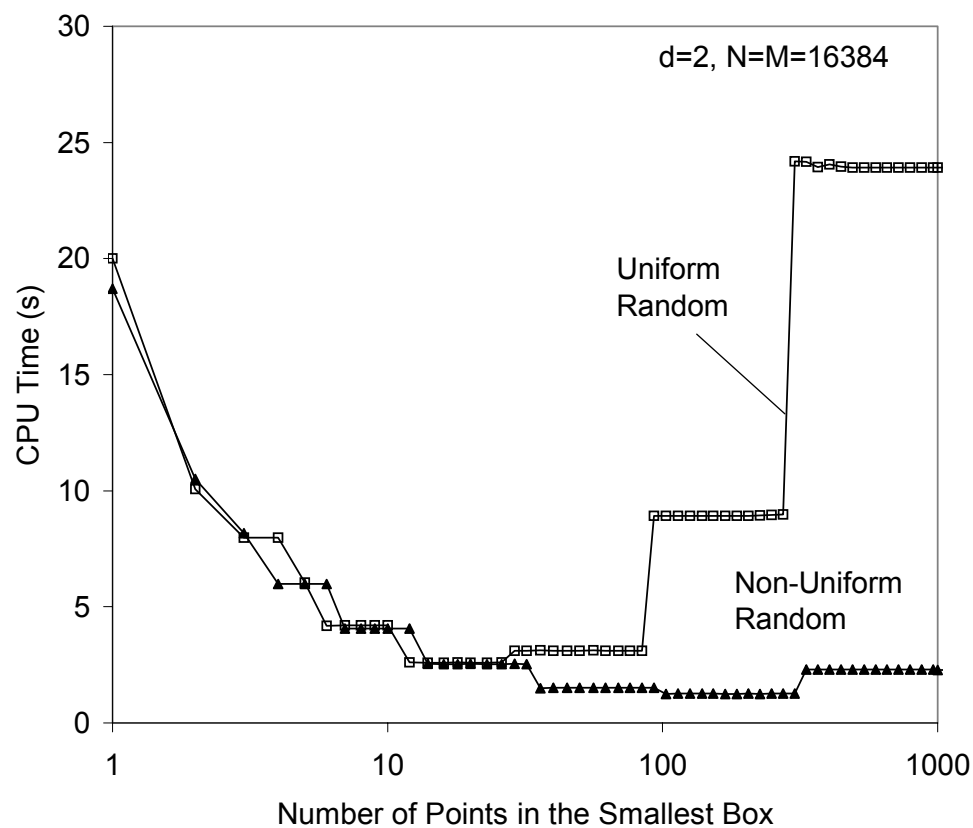 30
d=2, N=M=16384
25
20
Uniform
Random
15
CPU Time (s)
10
Non-Uniform
Random
5
0
1
10
100
1000
Number of Points in the Smallest Box